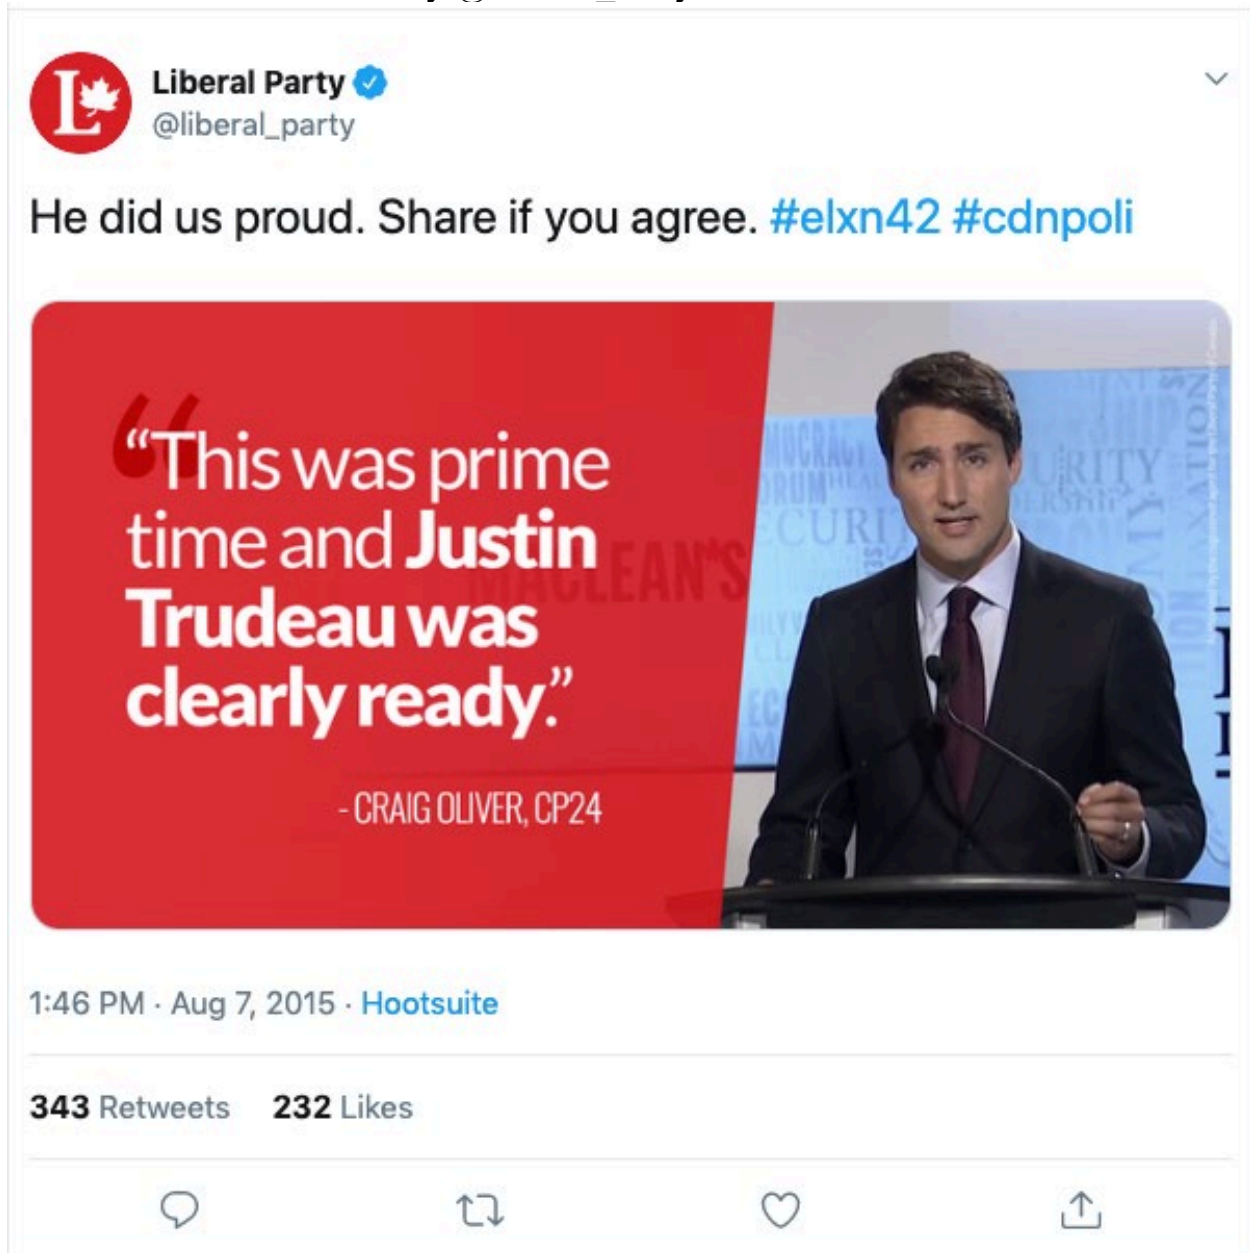 Liberal Party
@liberal_party
He did us proud. Share if you agree. #elxn42 #cdnpoli
“This was prime
time and Justin
Trudeau was
clearly ready.”
- CRAIG OLIVER, CP24
MACLEAN'S
URITY
1:46 PM · Aug 7, 2015 · Hootsuite
343 Retweets 232 Likes